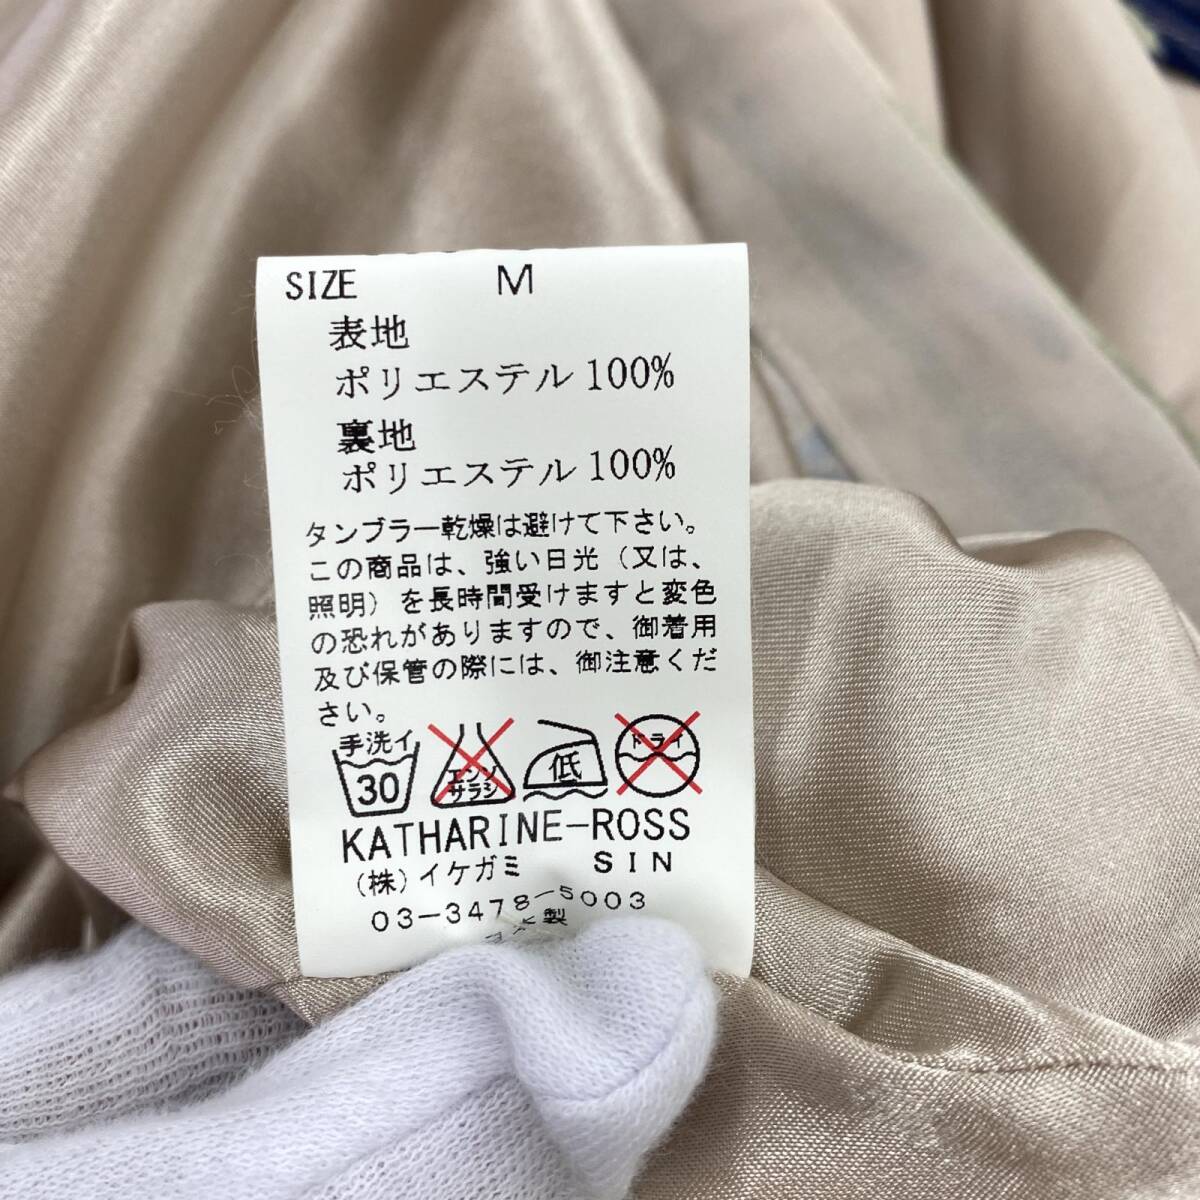 SIZE M
表地
ポリエステル100%
裏地
ポリエステル100%
タンブラー乾燥は避けて下さい。
この商品は、強い日光（又は、
照明）を長時間受けますと変色
の恐れがありますので、御着用
及び保管の際には、御注意くだ
さい。
手洗イ
30
エンソ
サラシ
低
ドライ
KATHARINE-ROSS
(株)イケガミ SIN
03-3478-5003
日本製